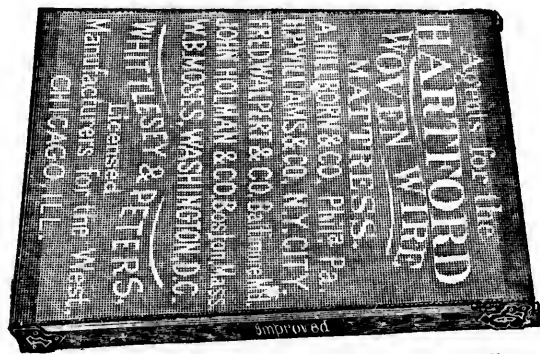 Agents for the
HARTFORD
WOVEN WIRE
MATTRESS.
A. HILLBORN & CO. Phila. Pa.
H.P. WILLIAMS & CO. N.Y. CITY.
FRED WALPERT & CO. Baltimore Md.
JOHN HOLMAN & CO. Boston Mass.
W.B. MOSES, WASHINGTON, D.C.
WHITTLESEY & PETERS,
Licensed
Manufacturers for the West.
CHICAGO, ILL.
Improved